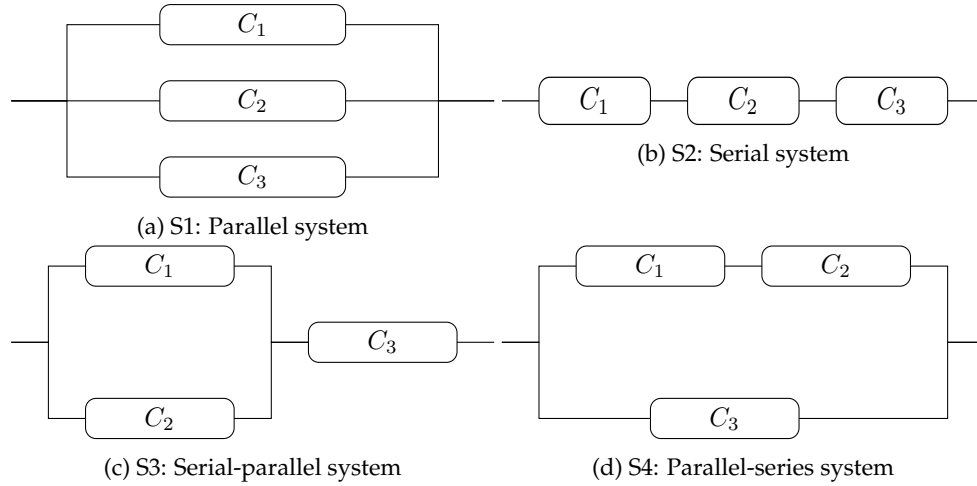 C₁
C₂
C₃
(a) S1: Parallel system
C₁ C₂ C₃
(b) S2: Serial system
C₁
C₂
C₃
(c) S3: Serial-parallel system
C₁ C₂
C₃
(d) S4: Parallel-series system